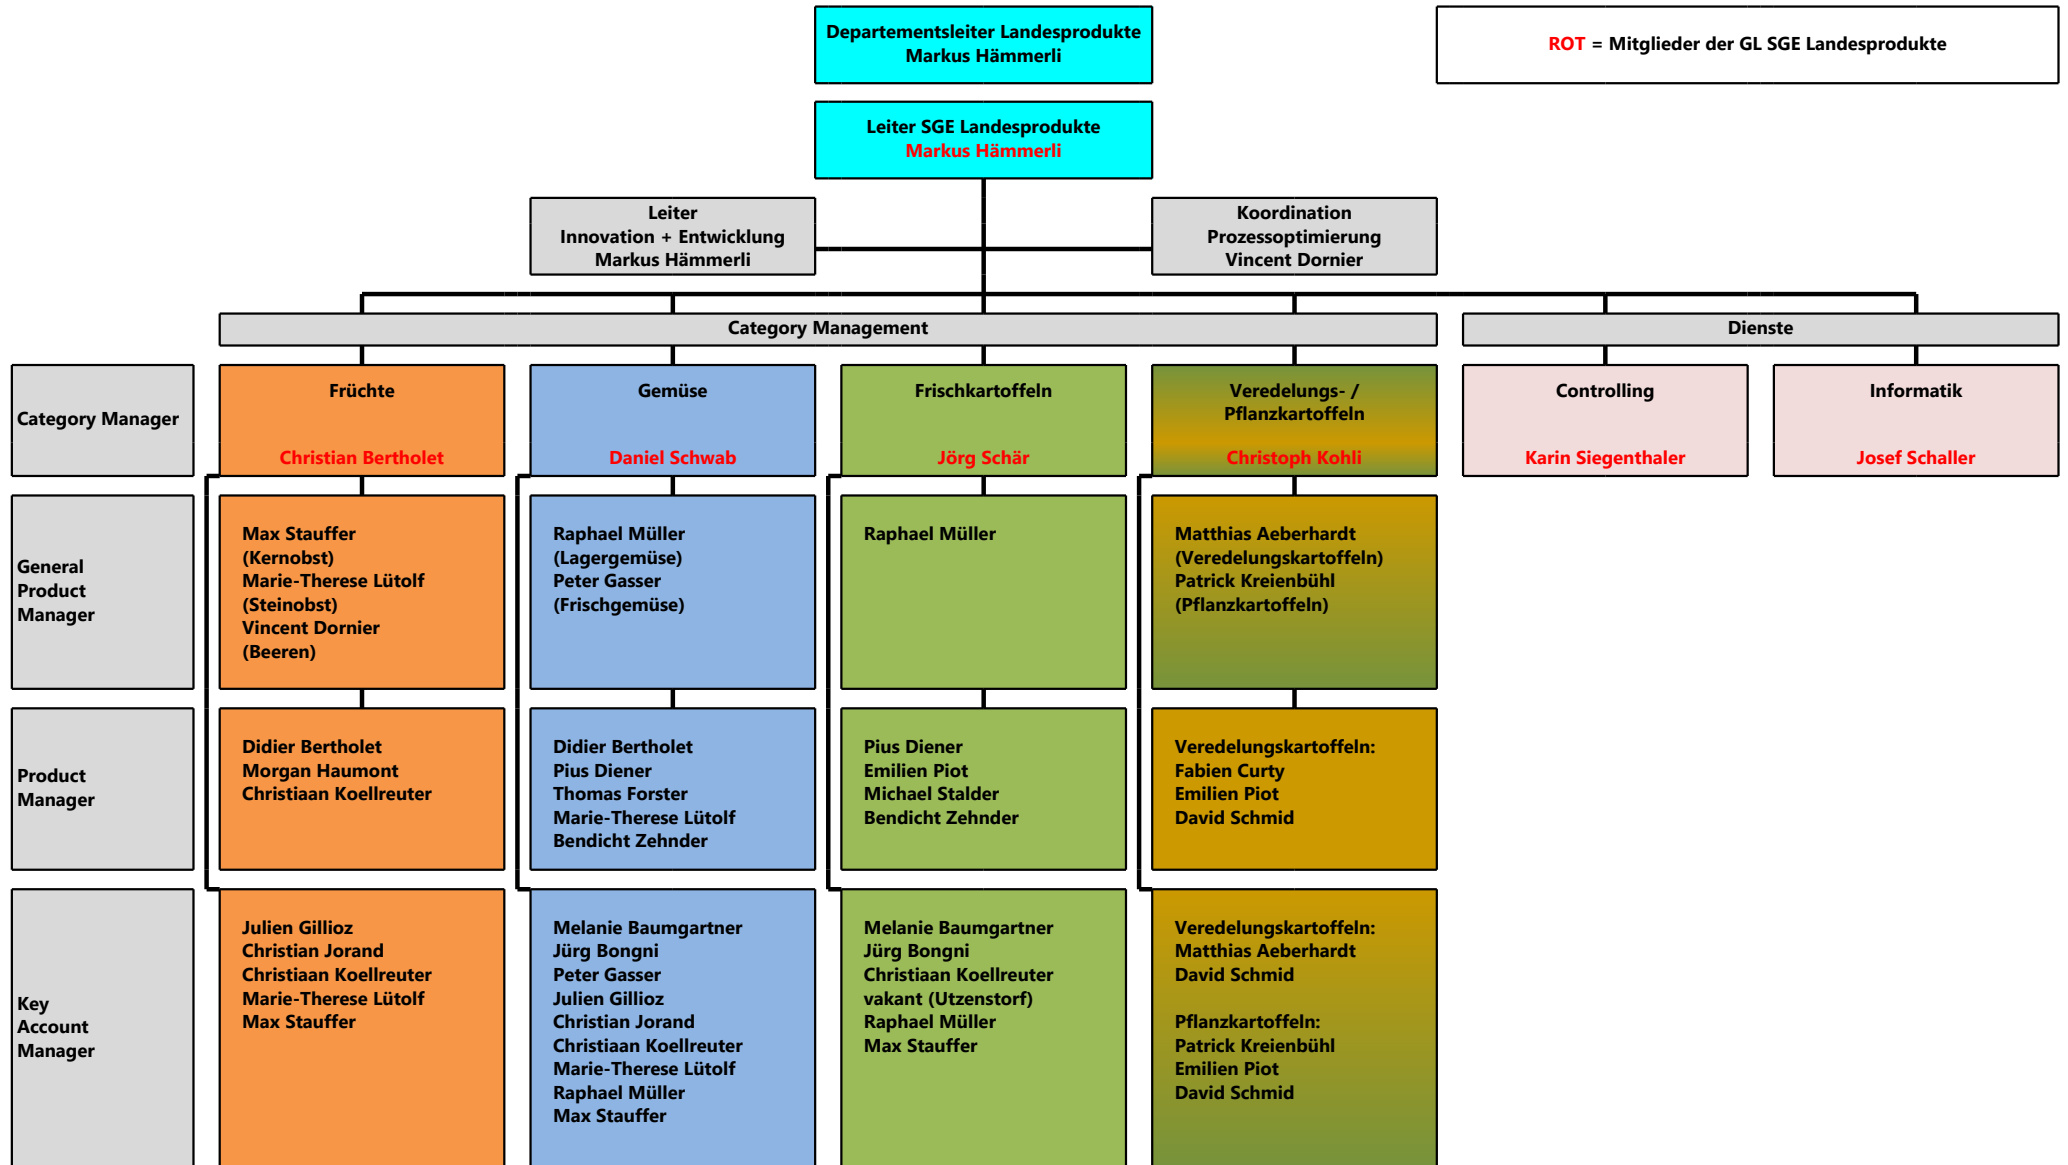 Departementsleiter Landesprodukte
Markus Hämmerli
ROT = Mitglieder der GL SGE Landesprodukte
Leiter SGE Landesprodukte
Markus Hämmerli
Leiter
Innovation + Entwicklung
Markus Hämmerli
Koordination
Prozessoptimierung
Vincent Dornier
Category Management
Dienste
Category Manager
Früchte
Christian Bertholet
Gemüse
Daniel Schwab
Frischkartoffeln
Jörg Schär
Veredelungs- /
Pflanzkartoffeln
Christoph Kohli
Controlling
Karin Siegenthaler
Informatik
Josef Schaller
General
Product
Manager
Max Stauffer
(Kernobst)
Marie-Therese Lütolf
(Steinobst)
Vincent Dornier
(Beeren)
Raphael Müller
(Lagergemüse)
Peter Gasser
(Frischgemüse)
Raphael Müller
Matthias Aeberhardt
(Veredelungskartoffeln)
Patrick Kreienbühl
(Pflanzkartoffeln)
Product
Manager
Didier Bertholet
Morgan Haumont
Christiaan Koellreuter
Didier Bertholet
Pius Diener
Thomas Forster
Marie-Therese Lütolf
Bendicht Zehnder
Pius Diener
Emilien Piot
Michael Stalder
Bendicht Zehnder
Veredelungskartoffeln:
Fabien Curty
Emilien Piot
David Schmid
Key
Account
Manager
Julien Gillioz
Christian Jorand
Christiaan Koellreuter
Marie-Therese Lütolf
Max Stauffer
Melanie Baumgartner
Jürg Bongni
Peter Gasser
Julien Gillioz
Christian Jorand
Christiaan Koellreuter
Marie-Therese Lütolf
Raphael Müller
Max Stauffer
Melanie Baumgartner
Jürg Bongni
Christiaan Koellreuter
vakant (Utzenstorf)
Raphael Müller
Max Stauffer
Veredelungskartoffeln:
Matthias Aeberhardt
David Schmid
Pflanzkartoffeln:
Patrick Kreienbühl
Emilien Piot
David Schmid